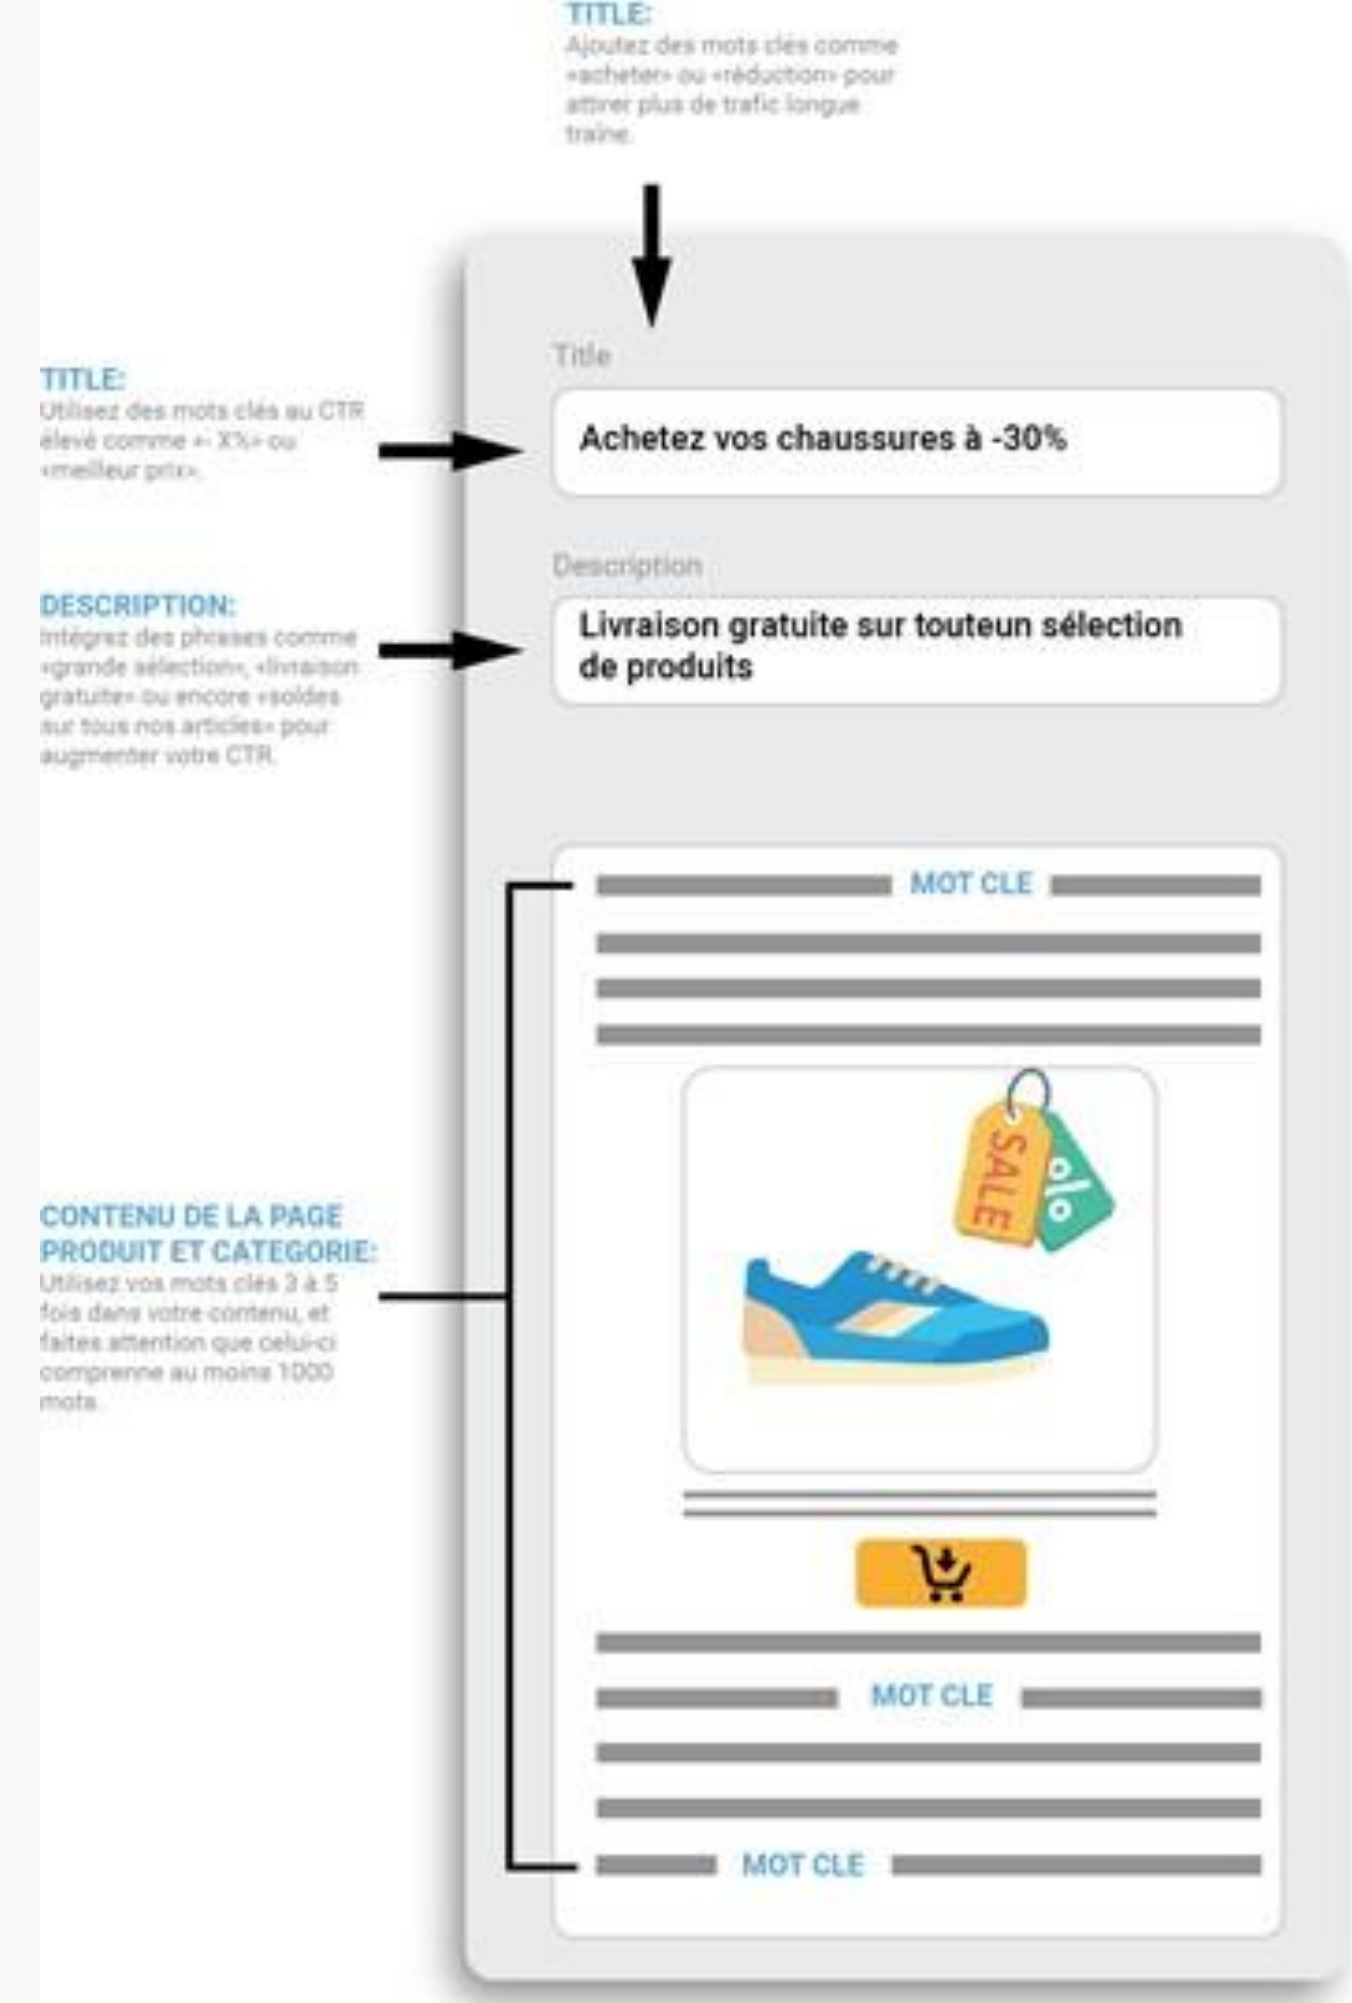 TITLE:
Ajoutez des mots clés comme
«acheter» ou «réduction» pour
attirer plus de trafic longue
traîne.
Title
TITLE:
Utilisez des mots clés au CTR
élevé comme «- X%» ou
«meilleur prix».
Achetez vos chaussures à -30%
Description
DESCRIPTION:
Intégrez des phrases comme
«grande sélection», «livraison
gratuite» ou encore «soldes
sur tous nos articles» pour
augmenter votre CTR.
Livraison gratuite sur touteun sélection
de produits
MOT CLE
SALE
%
CONTENU DE LA PAGE
PRODUIT ET CATEGORIE:
Utilisez vos mots clés 3 à 5
fois dans votre contenu, et
faites attention que celui-ci
comprenne au moins 1000
mots.
MOT CLE
MOT CLE